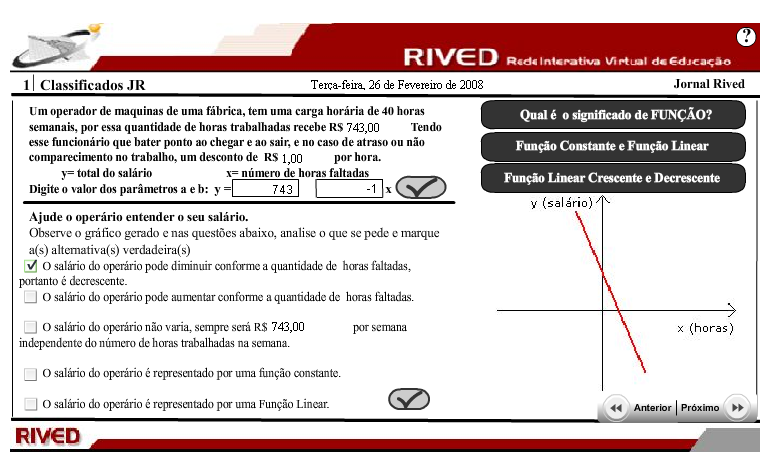 ?
RIVED Rede Interativa Virtual de Educação
1 Classificados JR Terça-feira, 26 de Fevereiro de 2008 Jornal Rived
Um operador de maquinas de uma fábrica, tem uma carga horária de 40 horas
semanais, por essa quantidade de horas trabalhadas recebe R$ 743,00 Tendo
esse funcionário que bater ponto ao chegar e ao sair, e no caso de atraso ou não
comparecimento no trabalho, um desconto de R$ 1,00 por hora.
y= total do salário x= número de horas faltadas
Digite o valor dos parâmetros a e b: y = 743 -1 x
Ajude o operário entender o seu salário.
Observe o gráfico gerado e nas questões abaixo, analise o que se pede e marque
a(s) alternativa(s) verdadeira(s)
O salário do operário pode diminuir conforme a quantidade de horas faltadas,
portanto é decrescente.
O salário do operário pode aumentar conforme a quantidade de horas faltadas.
O salário do operário não varia, sempre será R$ 743,00 por semana
independente do número de horas trabalhadas na semana.
O salário do operário é representado por uma função constante.
O salário do operário é representado por uma Função Linear.
Qual é o significado de FUNÇÃO?
Função Constante e Função Linear
Função Linear Crescente e Decrescente
y (salário)
x (horas)
Anterior Próximo
RIVED